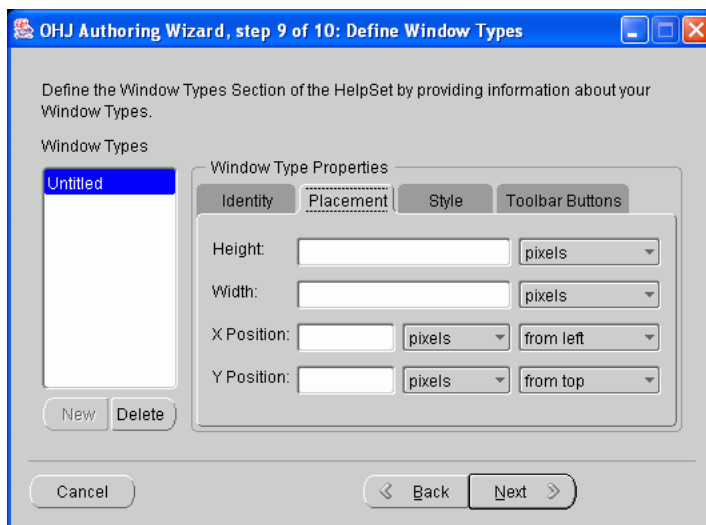 OHJ Authoring Wizard, step 9 of 10: Define Window Types
Define the Window Types Section of the HelpSet by providing information about your
Window Types.
Window Types
Untitled
New
Delete
Window Type Properties
Identity
Placement
Style
Toolbar Buttons
Height:
pixels
Width:
pixels
X Position:
pixels
from left
Y Position:
pixels
from top
Cancel
Back
Next